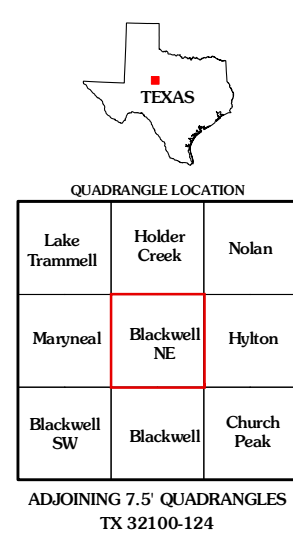 TEXAS
QUADRANGLE LOCATION
Lake
Trammell
Holder
Creek
Nolan
Maryneal
Blackwell
NE
Hylton
Blackwell
SW
Blackwell
Church
Peak
ADJOINING 7.5' QUADRANGLES
TX 32100-124